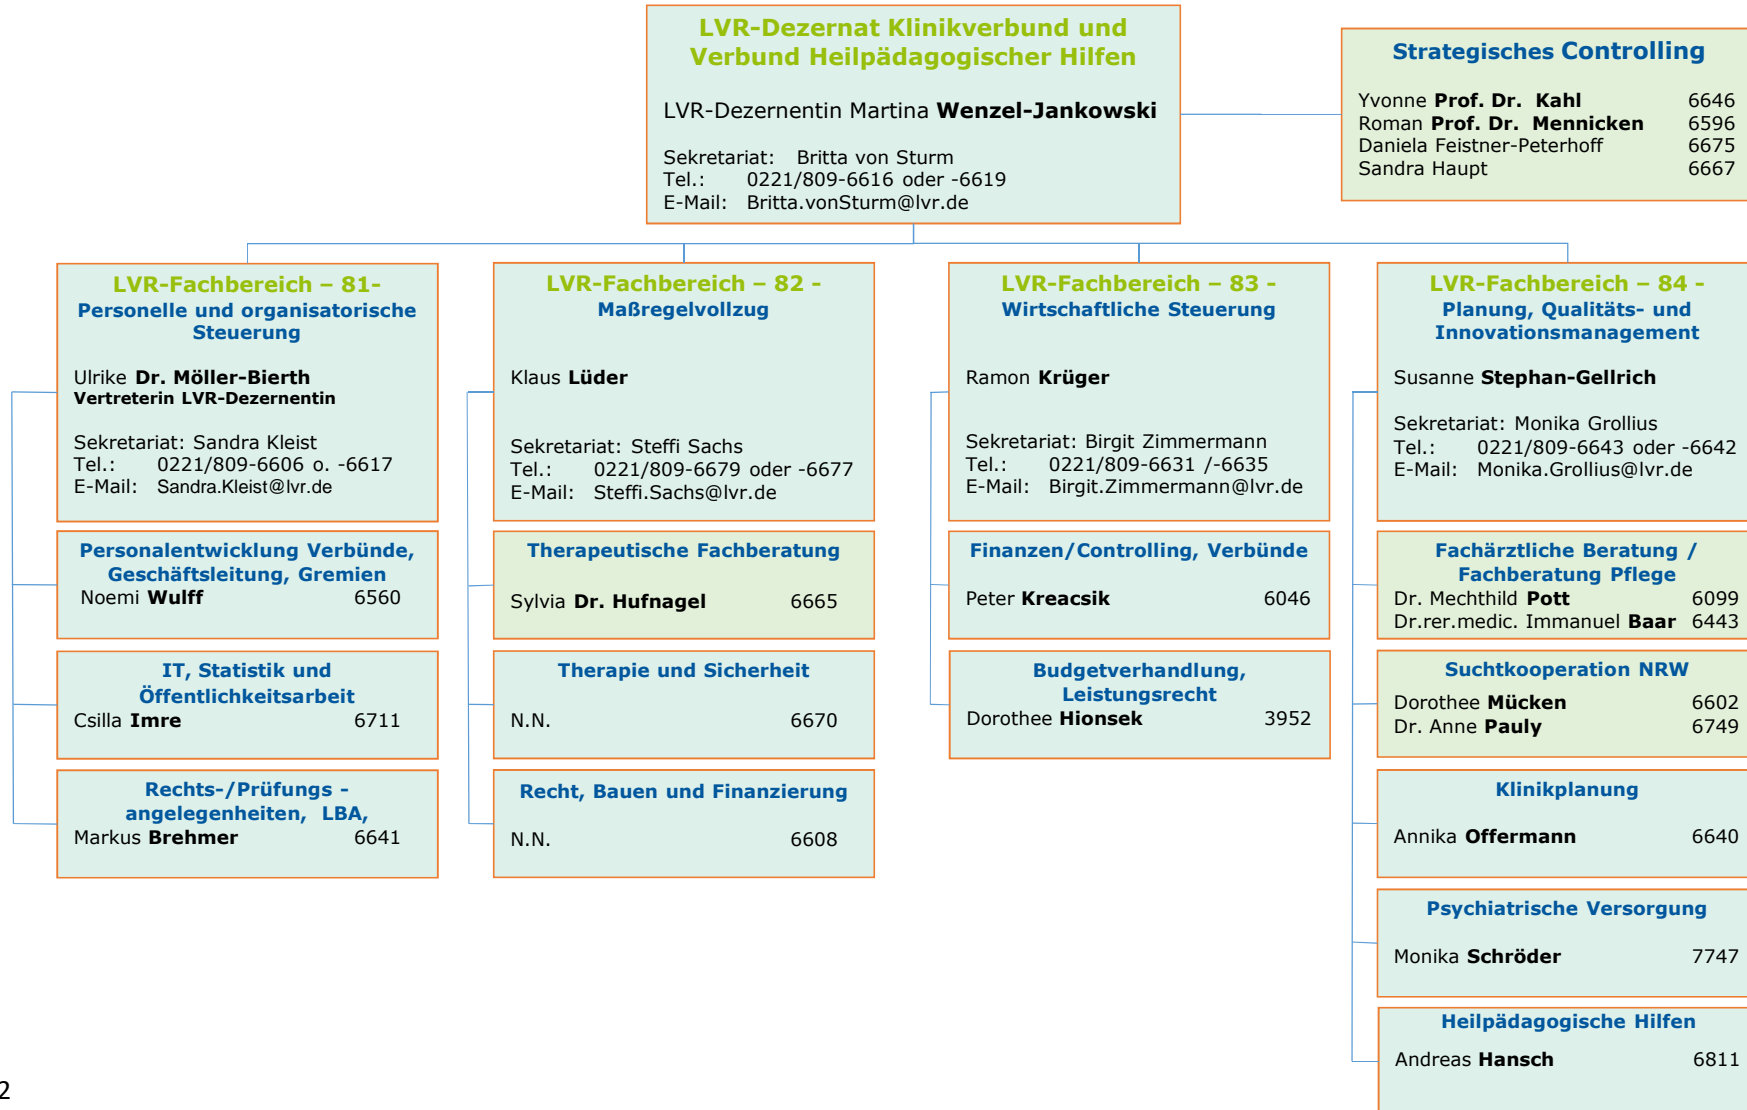 LVR-Dezernat Klinikverbund und
Verbund Heilpädagogischer Hilfen
LVR-Dezernentin Martina Wenzel-Jankowski
Sekretariat: Britta von Sturm
Tel.: 0221/809-6616 oder -6619
E-Mail: Britta.vonSturm@lvr.de
Strategisches Controlling
Yvonne Prof. Dr. Kahl 6646
Roman Prof. Dr. Mennicken 6596
Daniela Feistner-Peterhoff 6675
Sandra Haupt 6667
LVR-Fachbereich – 81-
Personelle und organisatorische
Steuerung
Ulrike Dr. Möller-Bierth
Vertreterin LVR-Dezernentin
Sekretariat: Sandra Kleist
Tel.: 0221/809-6606 o. -6617
E-Mail: Sandra.Kleist@lvr.de
Personalentwicklung Verbünde,
Geschäftsleitung, Gremien
Noemi Wulff 6560
IT, Statistik und
Öffentlichkeitsarbeit
Csilla Imre 6711
Rechts-/Prüfungs -
angelegenheiten, LBA,
Markus Brehmer 6641
LVR-Fachbereich – 82 -
Maßregelvollzug
Klaus Lüder
Sekretariat: Steffi Sachs
Tel.: 0221/809-6679 oder -6677
E-Mail: Steffi.Sachs@lvr.de
Therapeutische Fachberatung
Sylvia Dr. Hufnagel 6665
Therapie und Sicherheit
N.N. 6670
Recht, Bauen und Finanzierung
N.N. 6608
LVR-Fachbereich – 83 -
Wirtschaftliche Steuerung
Ramon Krüger
Sekretariat: Birgit Zimmermann
Tel.: 0221/809-6631 /-6635
E-Mail: Birgit.Zimmermann@lvr.de
Finanzen/Controlling, Verbünde
Peter Kreacsik 6046
Budgetverhandlung,
Leistungsrecht
Dorothee Hionsek 3952
LVR-Fachbereich – 84 -
Planung, Qualitäts- und
Innovationsmanagement
Susanne Stephan-Gellrich
Sekretariat: Monika Grollius
Tel.: 0221/809-6643 oder -6642
E-Mail: Monika.Grollius@lvr.de
Fachärztliche Beratung /
Fachberatung Pflege
Dr. Mechthild Pott 6099
Dr.rer.medic. Immanuel Baar 6443
Suchtkooperation NRW
Dorothee Mücken 6602
Dr. Anne Pauly 6749
Klinikplanung
Annika Offermann 6640
Psychiatrische Versorgung
Monika Schröder 7747
Heilpädagogische Hilfen
Andreas Hansch 6811
2